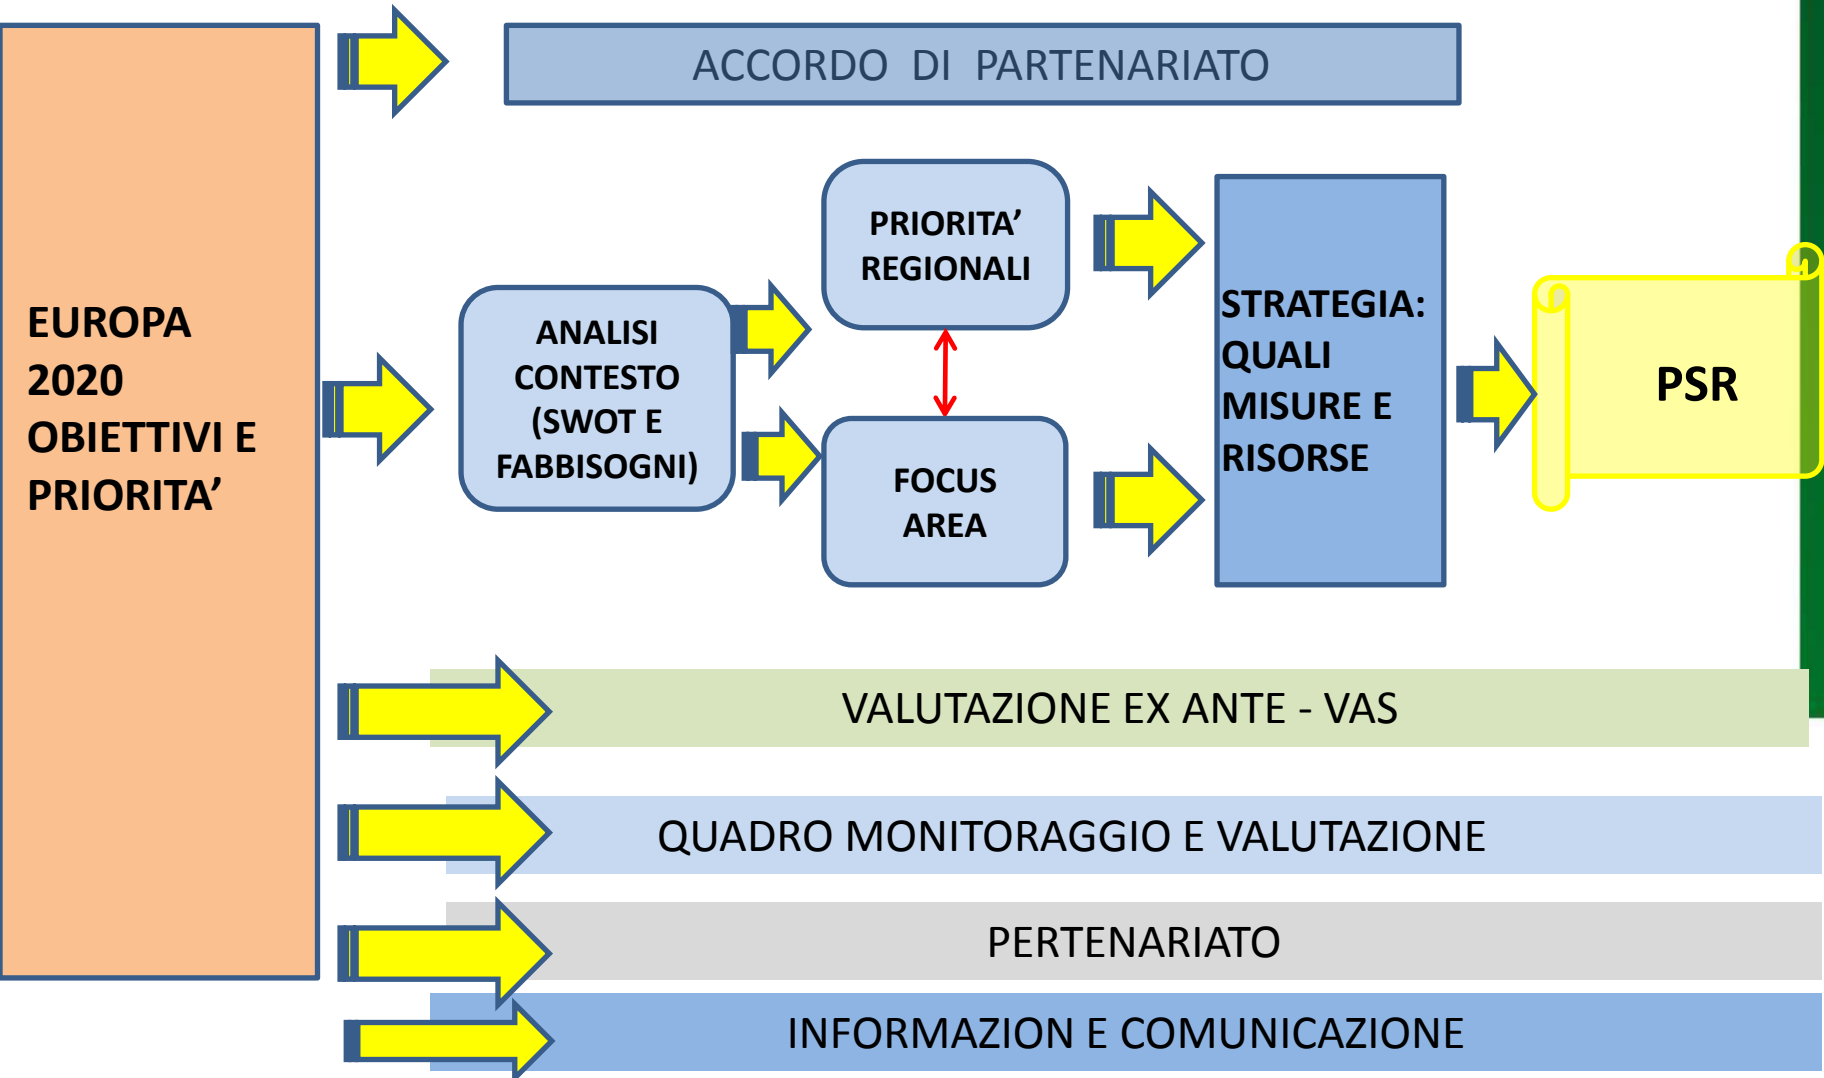 ACCORDO DI PARTENARIATO
EUROPA
2020
OBIETTIVI E
PRIORITA’
ANALISI
CONTESTO
(SWOT E
FABBISOGNI)
PRIORITA’
REGIONALI
FOCUS
AREA
STRATEGIA:
QUALI
MISURE E
RISORSE
PSR
VALUTAZIONE EX ANTE - VAS
QUADRO MONITORAGGIO E VALUTAZIONE
PERTENARIATO
INFORMAZION E COMUNICAZIONE